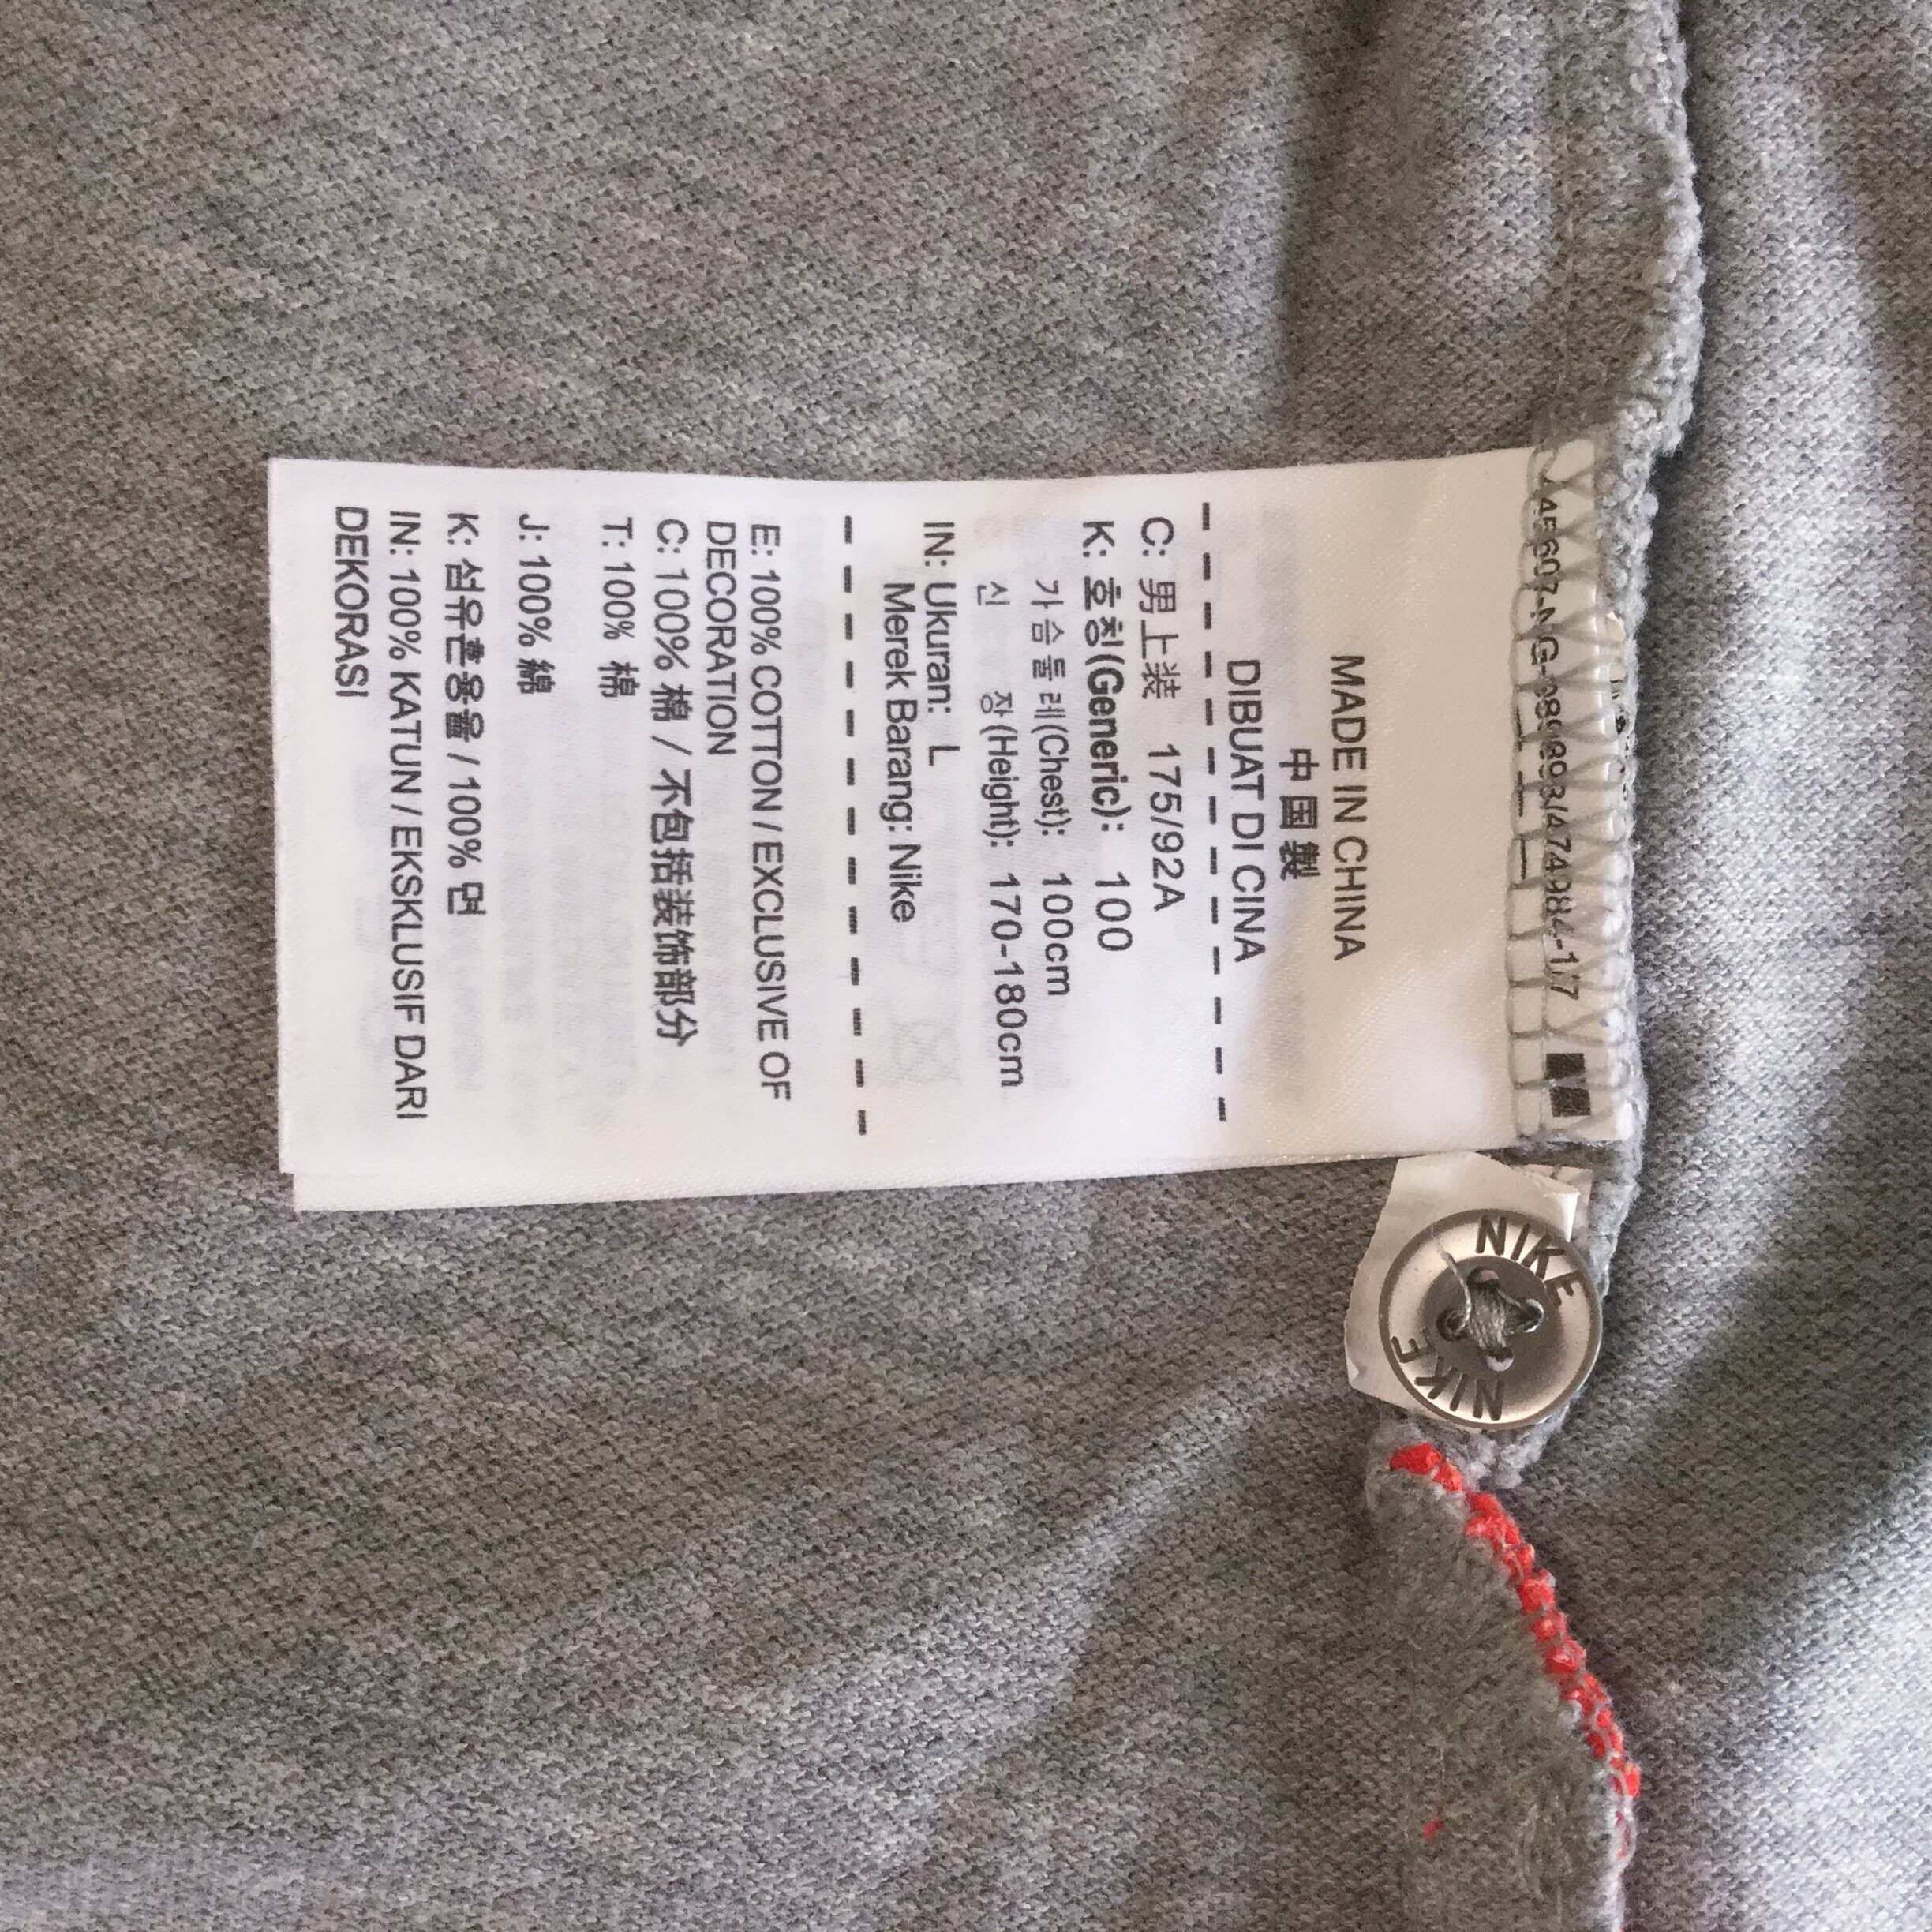 MADE IN CHINA
中国製
DIBUAT DI CINA
C: 男上装 175/92A
K: 호칭(Generic): 100
가슴둘레(Chest): 100cm
신 장(Height): 170-180cm
IN: Ukuran: L
Merek Barang: Nike
E: 100% COTTON / EXCLUSIVE OF
DECORATION
C: 100% 棉 / 不包括装饰部分
T: 100% 棉
J: 100% 綿
K: 섬유혼용율 / 100% 면
IN: 100% KATUN / EKSKLUSIF DARI
DEKORASI
NIKE
NIKE